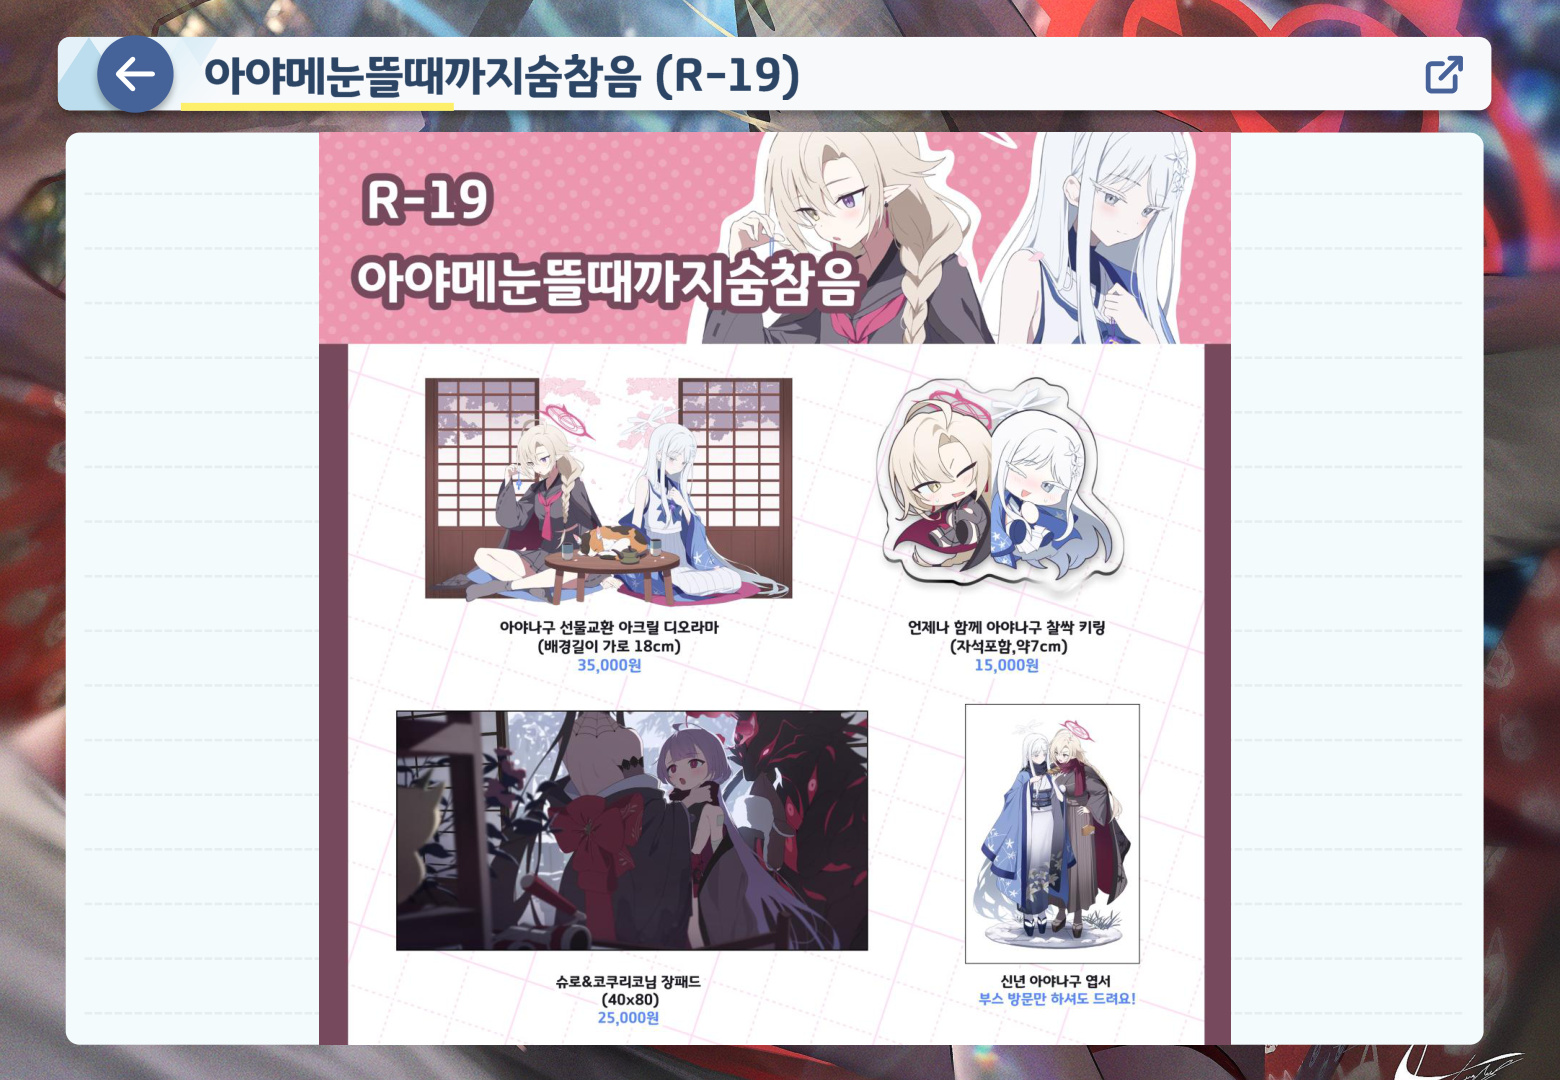 아야메눈뜰때까지숨참음 (R-19)
R-19
아야메눈뜰때까지숨참음
아야나구 선물교환 아크릴 디오라마
(배경길이 가로 18cm)
35,000원
언제나 함께 아야나구 찰싹 키링
(자석포함,약7cm)
15,000원
슈로&코쿠리코님 장패드
(40x80)
25,000원
신년 아야나구 엽서
부스 방문만 하셔도 드려요!